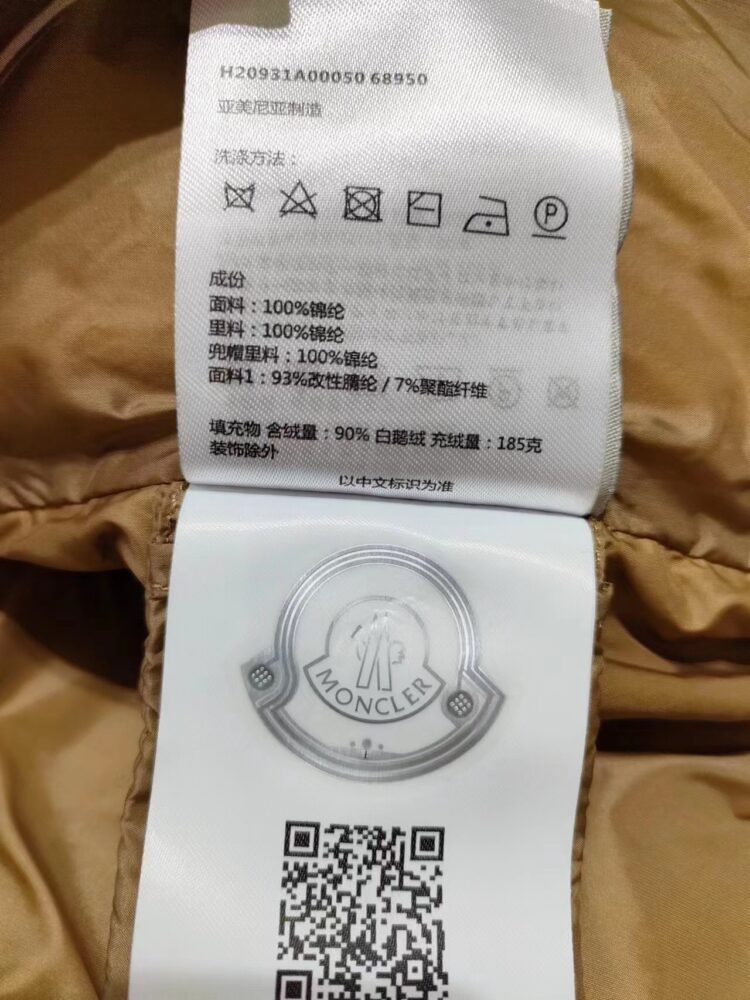 H20931A00050 68950
亚美尼亚制造
洗涤方法：
P
成份
面料：100%锦纶
里料：100%锦纶
兜帽里料：100%锦纶
面料1：93%改性腈纶 / 7%聚酯纤维
填充物 含绒量：90% 白鹅绒 充绒量：185克
装饰除外
以中文标识为准
MONCLER